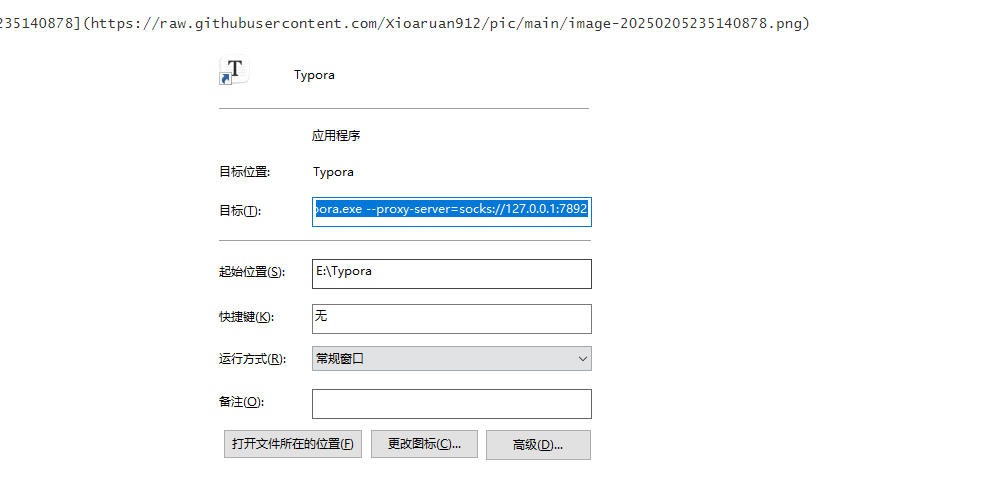 235140878](https://raw.githubusercontent.com/Xioaruan912/pic/main/image-20250205235140878.png)
T
Typora
应用程序
目标位置: Typora
目标(T): pora.exe --proxy-server=socks://127.0.0.1:7892
起始位置(S): E:\Typora
快捷键(K): 无
运行方式(R): 常规窗口
备注(O):
打开文件所在的位置(F) 更改图标(C)... 高级(D)...